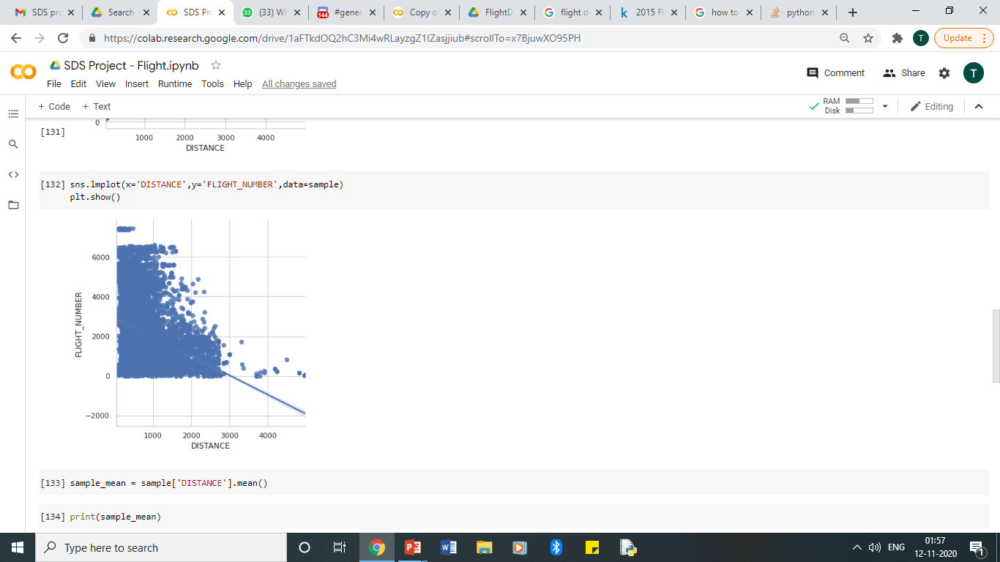 SDS pro
Search
SDS Pro
(33) Wh
#gener
Copy o
FlightD
flight d
2015 Fl
how to
python
https://colab.research.google.com/drive/1aFTkdOQ2hC3Mi4wRLayzgZ1IZasjjiub#scrollTo=x7BjuwXO95PH
T
Update
SDS Project - Flight.ipynb
Comment
Share
T
File Edit View Insert Runtime Tools Help All changes saved
+ Code + Text
RAM
Disk
Editing
0
[131]
1000 2000 3000 4000
DISTANCE
[132] sns.lmplot(x='DISTANCE',y='FLIGHT_NUMBER',data=sample)
plt.show()
6000
4000
2000
0
−2000
FLIGHT_NUMBER
1000 2000 3000 4000
DISTANCE
[133] sample_mean = sample['DISTANCE'].mean()
[134] print(sample_mean)
Type here to search
ENG
01:57
12-11-2020
1